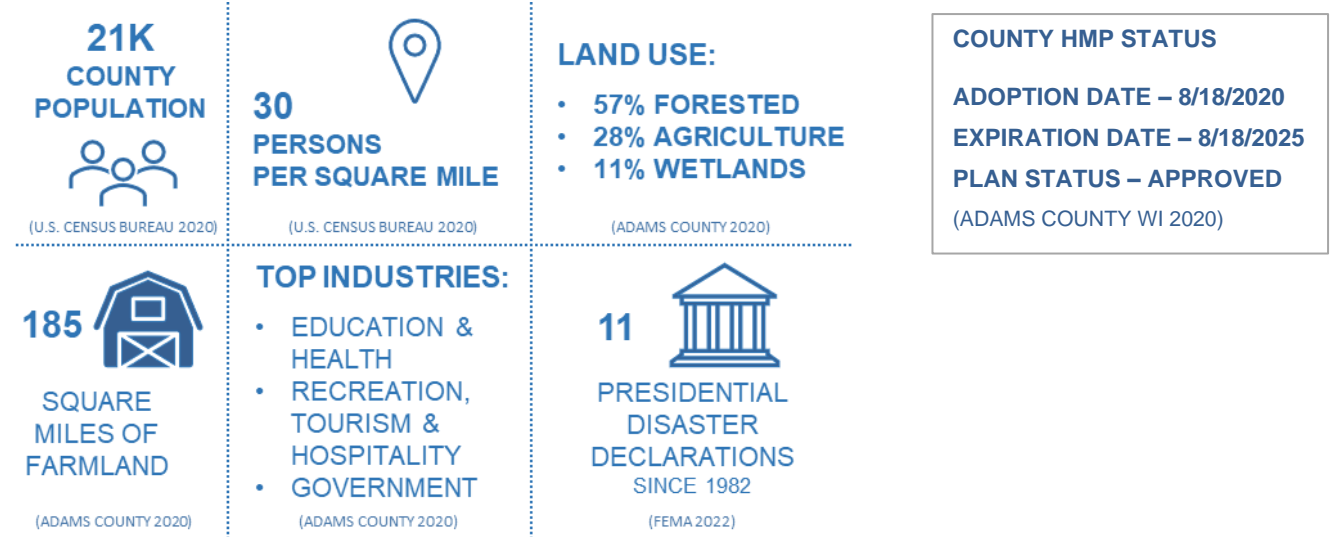 21K
COUNTY
POPULATION
(U.S. CENSUS BUREAU 2020)
30
PERSONS
PER SQUARE MILE
(U.S. CENSUS BUREAU 2020)
LAND USE:
• 57% FORESTED
• 28% AGRICULTURE
• 11% WETLANDS
(ADAMS COUNTY 2020)
185
SQUARE
MILES OF
FARMLAND
(ADAMS COUNTY 2020)
TOP INDUSTRIES:
• EDUCATION &
HEALTH
• RECREATION,
TOURISM &
HOSPITALITY
• GOVERNMENT
(ADAMS COUNTY 2020)
11
PRESIDENTIAL
DISASTER
DECLARATIONS
SINCE 1982
(FEMA 2022)
COUNTY HMP STATUS
ADOPTION DATE – 8/18/2020
EXPIRATION DATE – 8/18/2025
PLAN STATUS – APPROVED
(ADAMS COUNTY WI 2020)